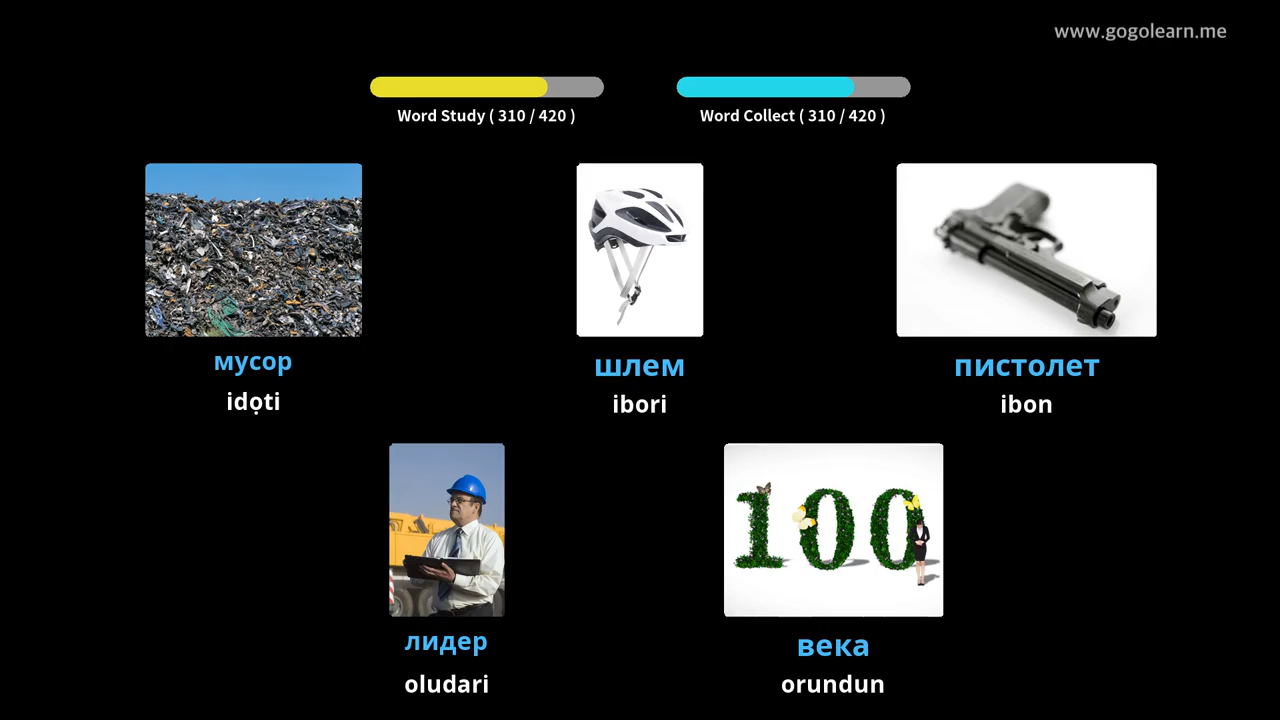 www.gogolearn.me
Word Study ( 310 / 420 )
Word Collect ( 310 / 420 )
мусор
idọti
шлем
ibori
пистолет
ibon
лидер
oludari
100
века
orundun